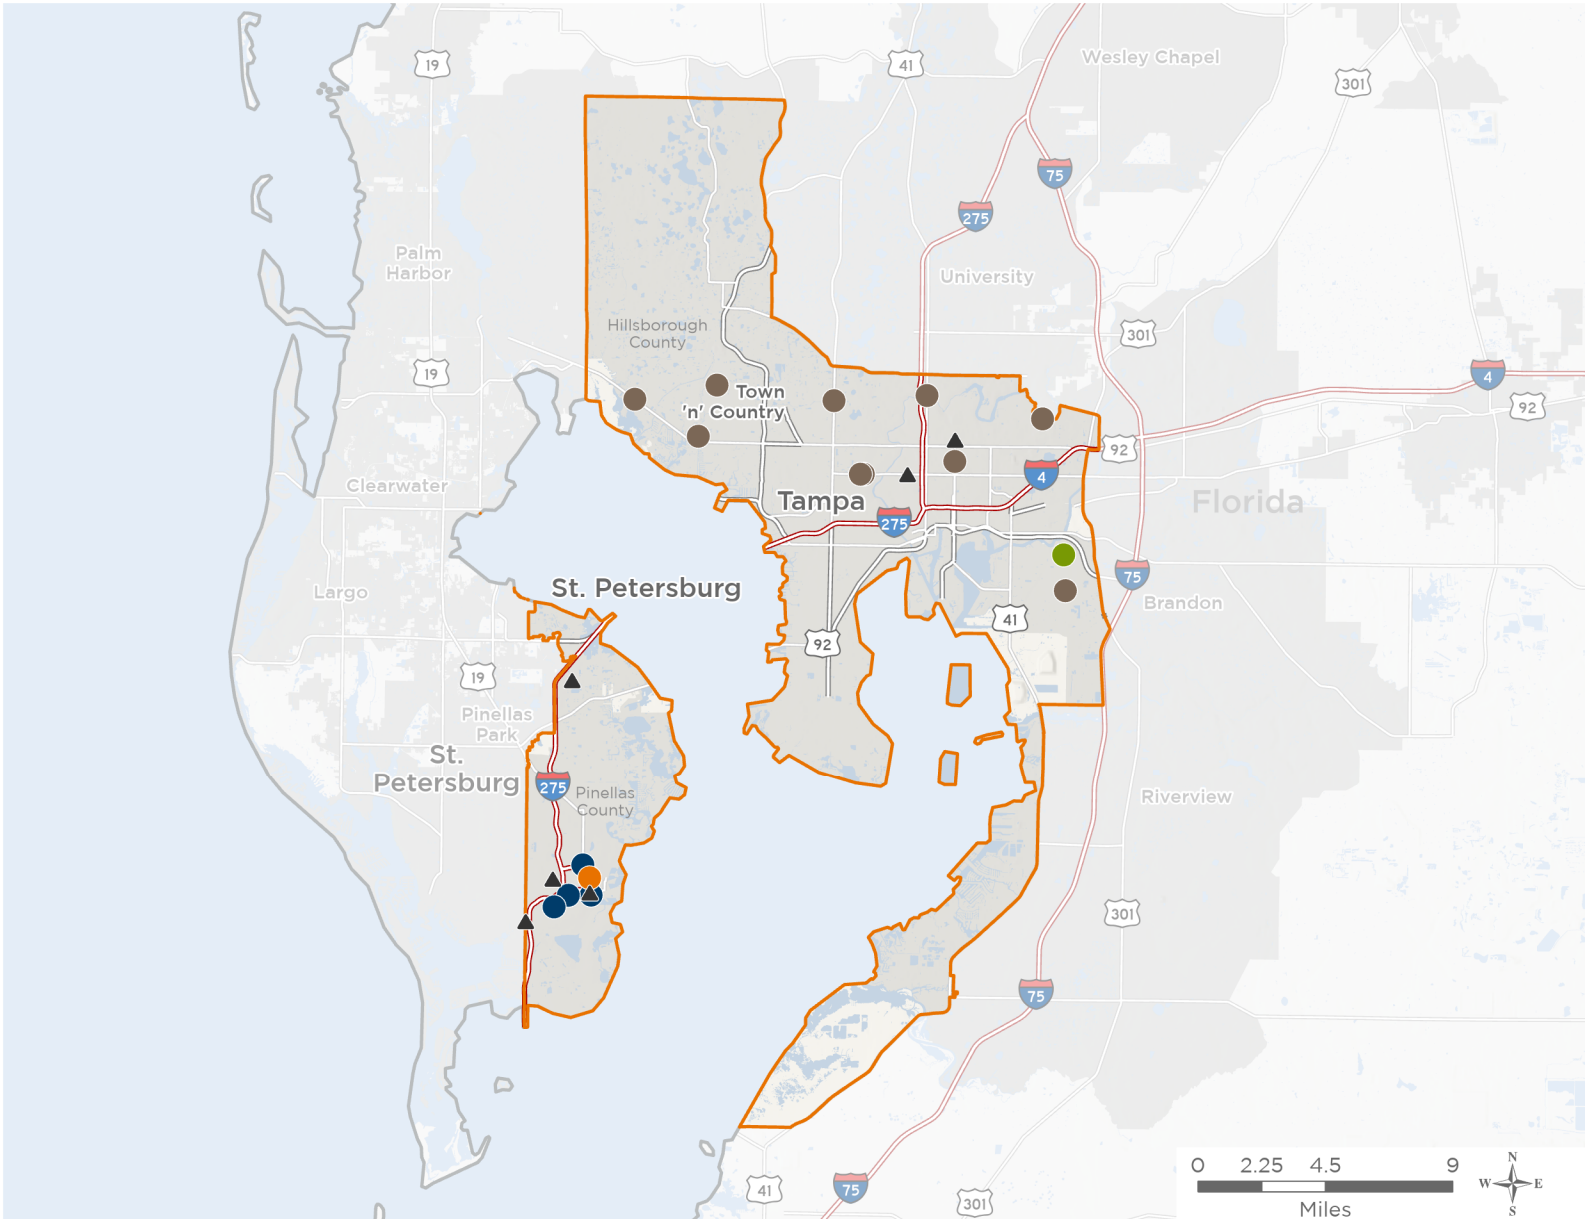 Wesley Chapel
19
41
301
75
275
Palm
Harbor
University
Hillsborough
County
301
19
4
Town
'n' Country
92
92
4
Clearwater
Tampa
Florida
275
St. Petersburg
75
Largo
Brandon
41
92
19
Pinellas
Park
St.
Petersburg
275
Pinellas
County
Riverview
301
75
41
75
301
0 2.25 4.5 9
Miles
N
W E
S